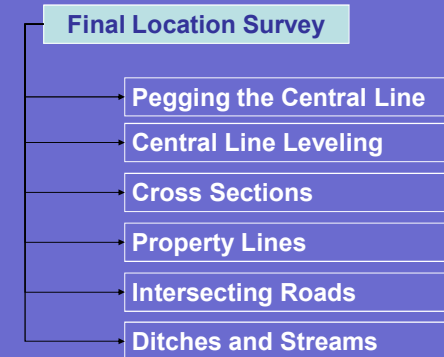 Final Location Survey
Pegging the Central Line
Central Line Leveling
Cross Sections
Property Lines
Intersecting Roads
Ditches and Streams